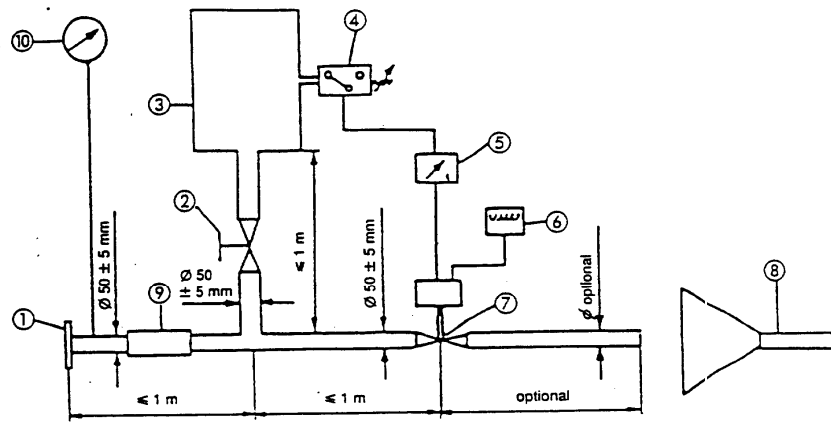 10
4
3
5
2
6
Ø 50 ± 5 mm
Ø 50
± 5 mm
≤ 1 m
Ø 50 ± 5 mm
Ø optional
8
1
9
7
≤ 1 m
≤ 1 m
optional